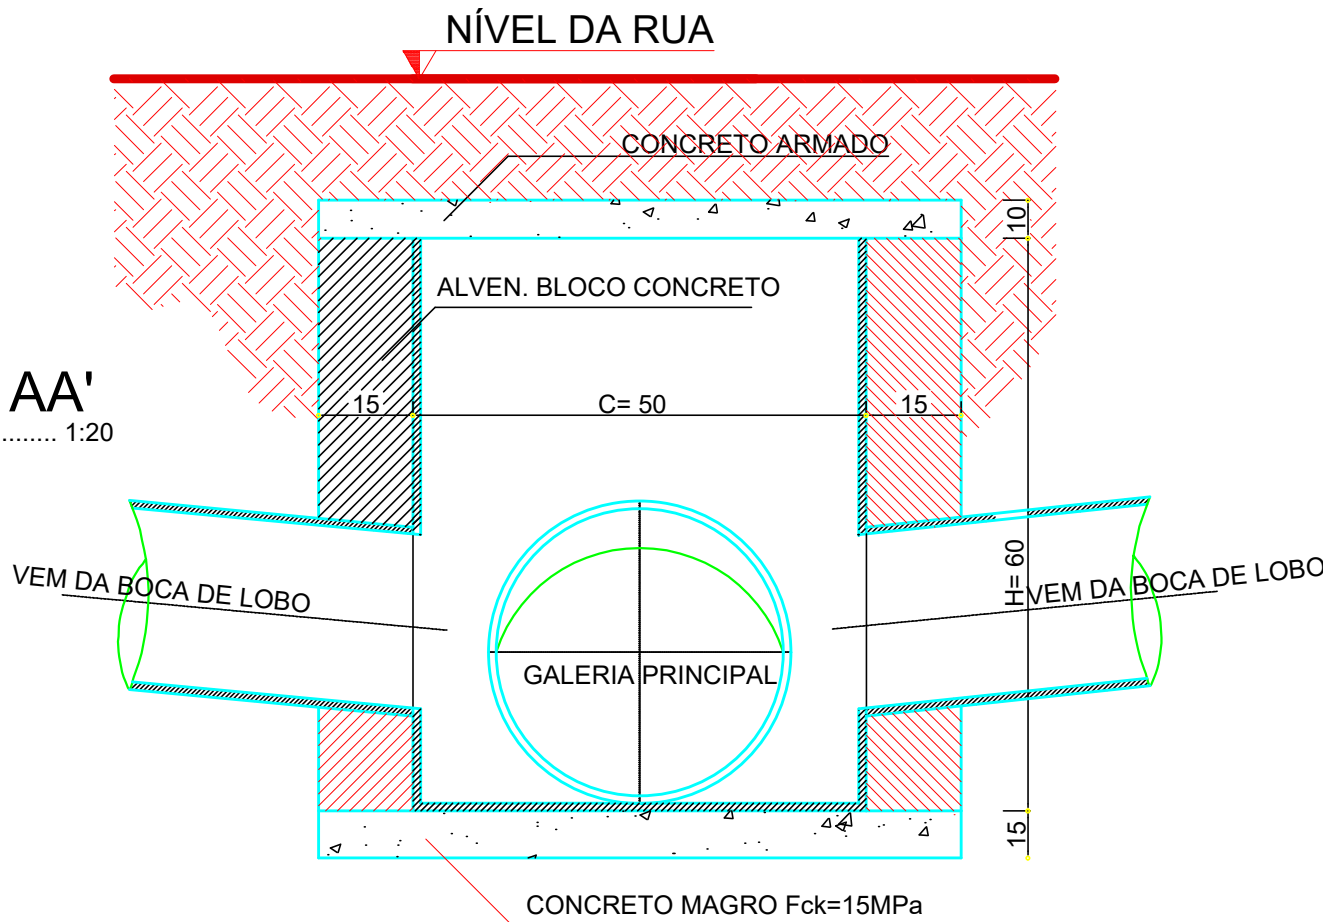 NÍVEL DA RUA
CONCRETO ARMADO
10
ALVEN. BLOCO CONCRETO
AA'
........ 1:20
15
C= 50
15
VEM DA BOCA DE LOBO
H= 60
VEM DA BOCA DE LOBO
GALERIA PRINCIPAL
15
CONCRETO MAGRO Fck=15MPa